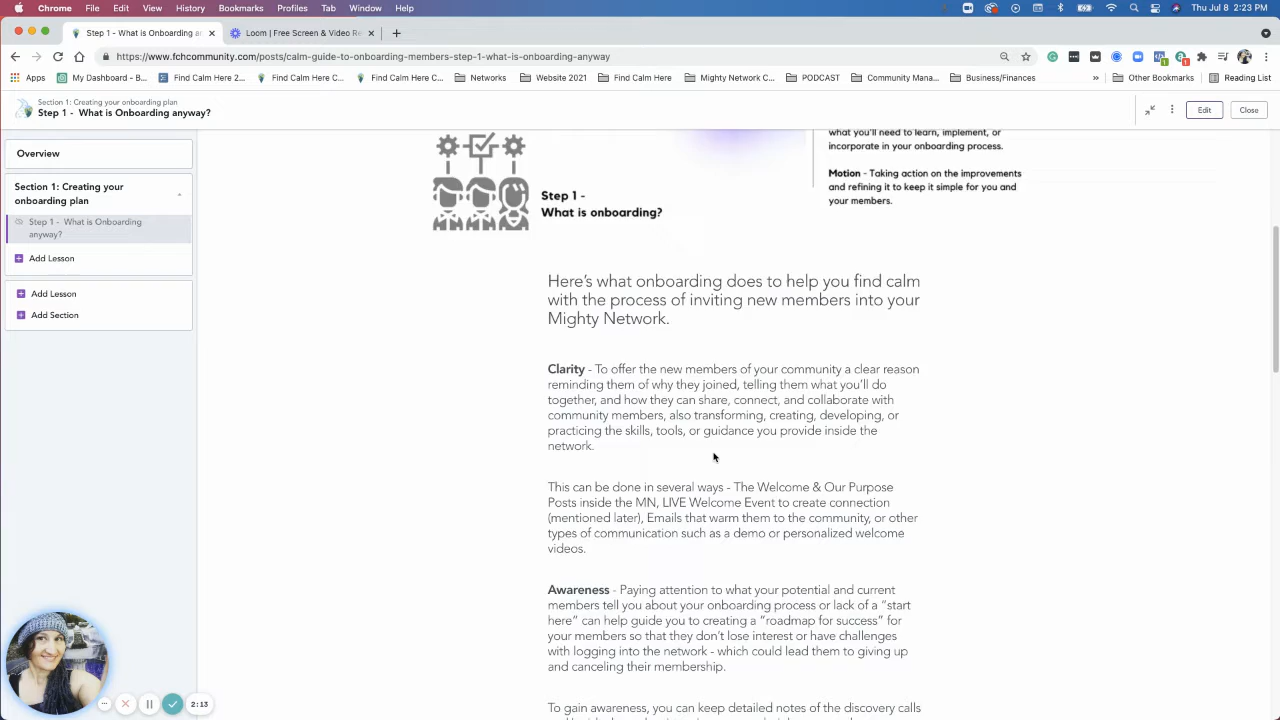 Chrome File Edit View History Bookmarks Profiles Tab Window Help Thu Jul 8 2:23 PM
Step 1 - What is Onboarding an
Loom | Free Screen & Video Re
https://www.fchcommunity.com/posts/calm-guide-to-onboarding-members-step-1-what-is-onboarding-anyway
Apps My Dashboard - B... Find Calm Here 2... Find Calm Here C... Find Calm Here C... Networks Website 2021 Find Calm Here Mighty Network C... PODCAST Community Mana... Business/Finances » Other Bookmarks Reading List
Section 1: Creating your onboarding plan
Step 1 - What is Onboarding anyway?
Edit
Close
Overview
Section 1: Creating your
onboarding plan
Step 1 - What is Onboarding
anyway?
Add Lesson
Add Lesson
Add Section
what you'll need to learn, implement, or
incorporate in your onboarding process.
Motion - Taking action on the improvements
and refining it to keep it simple for you and
your members.
Step 1 -
What is onboarding?
Here's what onboarding does to help you find calm
with the process of inviting new members into your
Mighty Network.
Clarity - To offer the new members of your community a clear reason
reminding them of why they joined, telling them what you'll do
together, and how they can share, connect, and collaborate with
community members, also transforming, creating, developing, or
practicing the skills, tools, or guidance you provide inside the
network.
This can be done in several ways - The Welcome & Our Purpose
Posts inside the MN, LIVE Welcome Event to create connection
(mentioned later), Emails that warm them to the community, or other
types of communication such as a demo or personalized welcome
videos.
Awareness - Paying attention to what your potential and current
members tell you about your onboarding process or lack of a "start
here" can help guide you to creating a "roadmap for success" for
your members so that they don't lose interest or have challenges
with logging into the network - which could lead them to giving up
and canceling their membership.
To gain awareness, you can keep detailed notes of the discovery calls
2:13